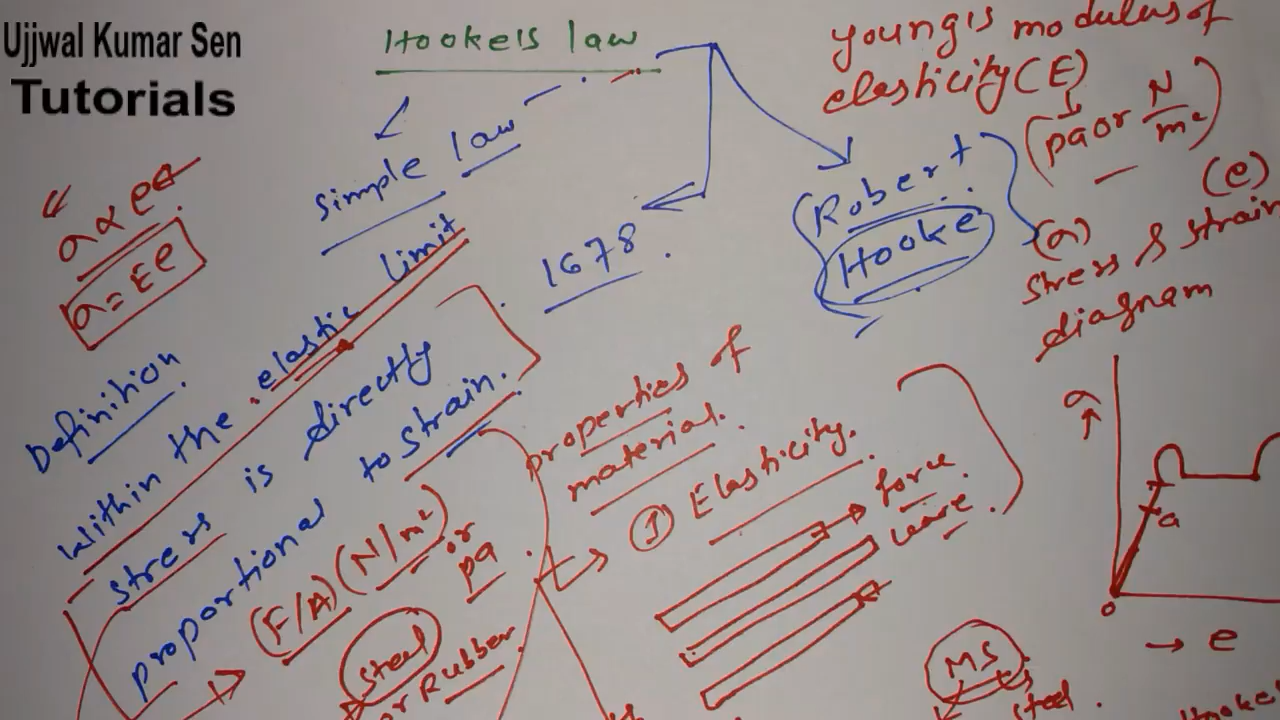 Ujjwal Kumar Sen
Tutorials
Hooke's law
Simple law
1678.
(Robert
Hooke)
Young's modulus of
elasticity (E)
(pa or N/m²)
(σ) (e)
stress & strain
diagram
σ ∝ e
σ = Ee
Definition
Within the elastic limit
stress is directly
proportional to strain.
(F/A) (N/m²)
or
pa
Steel
or Rubber
properties of
material.
① Elasticity.
force
wire
σ
a
0
→ e
MS
steel.